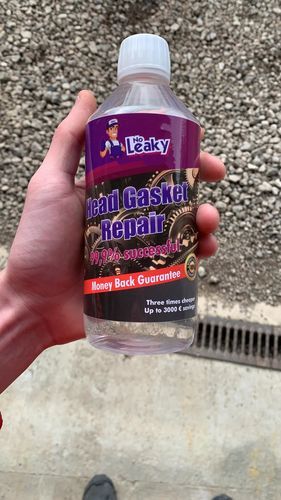 No
Leaky
Head Gasket
Repair
99,9% successful
Money Back Guarantee
Three times cheaper
Up to 3000 € savings